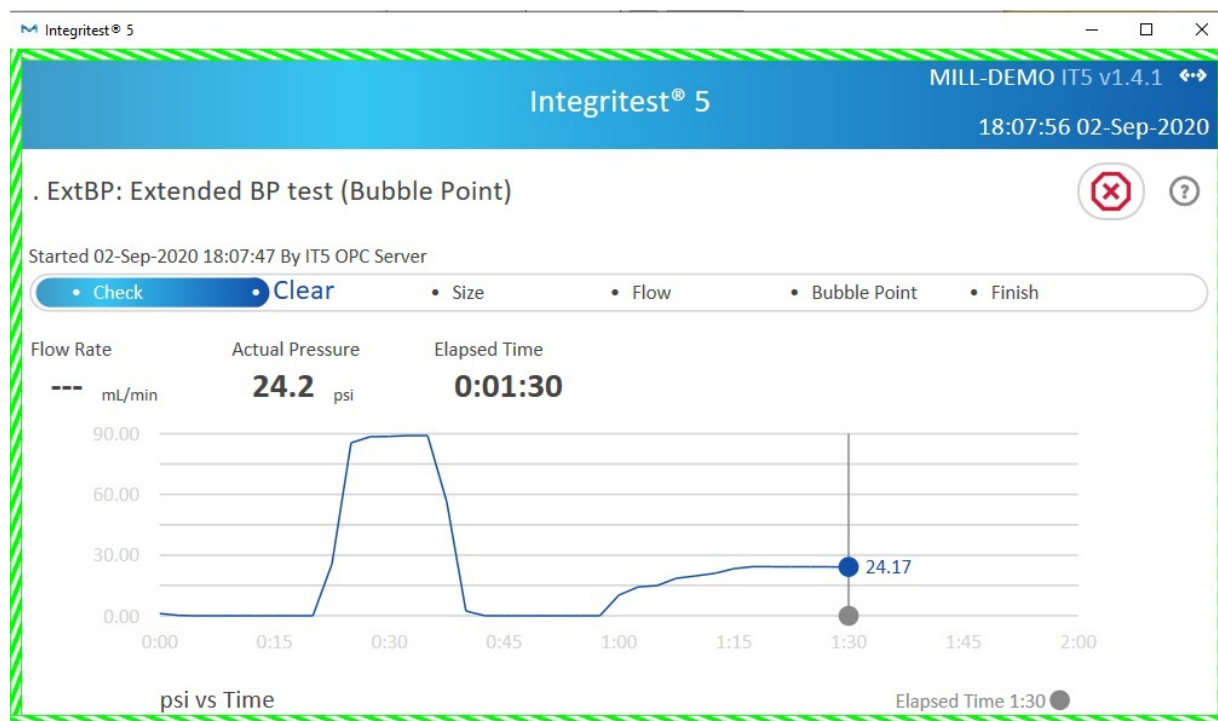 Integritest® 5
MILL-DEMO IT5 v1.4.1
Integritest® 5
18:07:56 02-Sep-2020
. ExtBP: Extended BP test (Bubble Point)
?
Started 02-Sep-2020 18:07:47 By IT5 OPC Server
• Check • Clear • Size • Flow • Bubble Point • Finish
Flow Rate Actual Pressure Elapsed Time
--- mL/min 24.2 psi 0:01:30
90.00
60.00
30.00
24.17
0.00
0:00 0:15 0:30 0:45 1:00 1:15 1:30 1:45 2:00
psi vs Time Elapsed Time 1:30